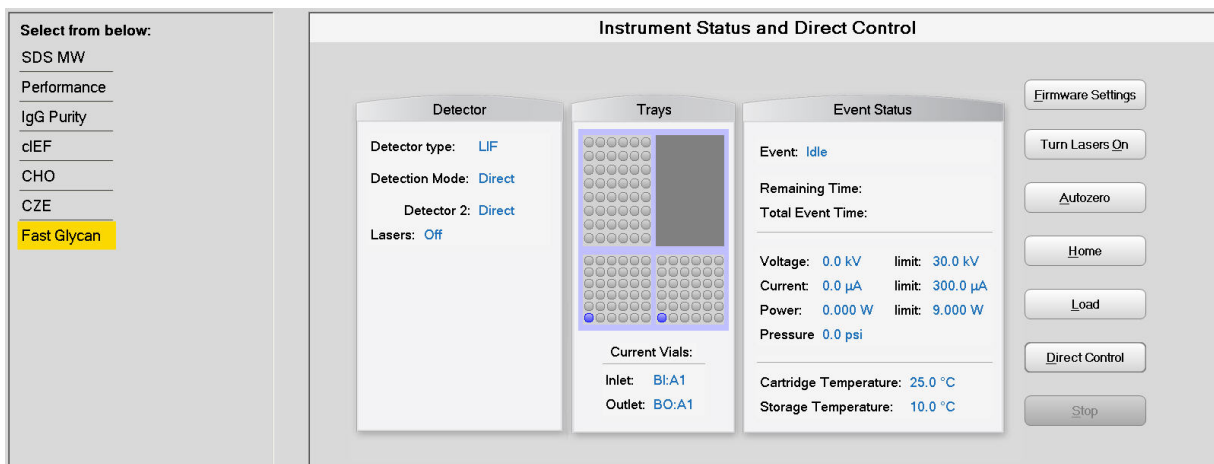 Select from below:
SDS MW
Performance
IgG Purity
cIEF
CHO
CZE
Fast Glycan
Instrument Status and Direct Control
Detector
Detector type: LIF
Detection Mode: Direct
Detector 2: Direct
Lasers: Off
Trays
Current Vials:
Inlet: BI:A1
Outlet: BO:A1
Event Status
Event: Idle
Remaining Time:
Total Event Time:
Voltage: 0.0 kV limit: 30.0 kV
Current: 0.0 µA limit: 300.0 µA
Power: 0.000 W limit: 9.000 W
Pressure 0.0 psi
Cartridge Temperature: 25.0 °C
Storage Temperature: 10.0 °C
Firmware Settings
Turn Lasers On
Autozero
Home
Load
Direct Control
Stop